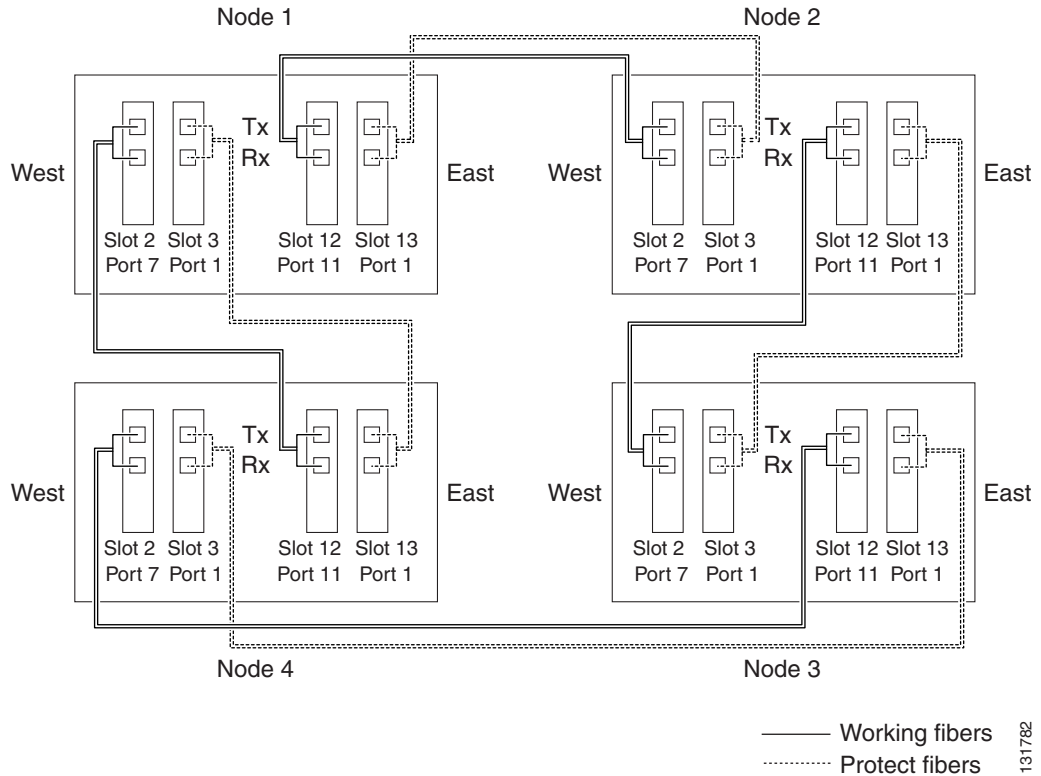 Node 1 Node 2
Tx Tx
Rx Rx
West East West East
Slot 2 Slot 3 Slot 12 Slot 13 Slot 2 Slot 3 Slot 12 Slot 13
Port 7 Port 1 Port 11 Port 1 Port 7 Port 1 Port 11 Port 1
Tx Tx
Rx Rx
West East West East
Slot 2 Slot 3 Slot 12 Slot 13 Slot 2 Slot 3 Slot 12 Slot 13
Port 7 Port 1 Port 11 Port 1 Port 7 Port 1 Port 11 Port 1
Node 4 Node 3
Working fibers
Protect fibers
131782